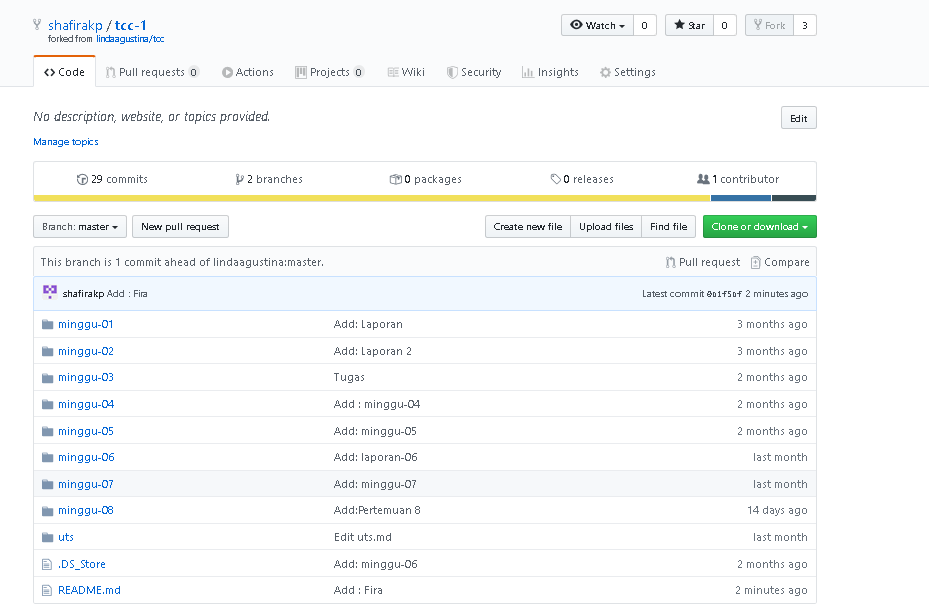 shafirakp / tcc-1
forked from lindaagustina/tcc
Watch 0 Star 0 Fork 3
Code Pull requests 0 Actions Projects 0 Wiki Security Insights Settings
No description, website, or topics provided.
Edit
Manage topics
29 commits 2 branches 0 packages 0 releases 1 contributor
Branch: master New pull request Create new file Upload files Find file Clone or download
This branch is 1 commit ahead of lindaagustina:master. Pull request Compare
shafirakp Add : Fira Latest commit 2 minutes ago
minggu-01 Add: Laporan 3 months ago
minggu-02 Add: Laporan 2 3 months ago
minggu-03 Tugas 2 months ago
minggu-04 Add : minggu-04 2 months ago
minggu-05 Add: minggu-05 2 months ago
minggu-06 Add: laporan-06 last month
minggu-07 Add: minggu-07 last month
minggu-08 Add:Pertemuan 8 14 days ago
uts Edit uts.md last month
.DS_Store Add: minggu-06 2 months ago
README.md Add : Fira 2 minutes ago